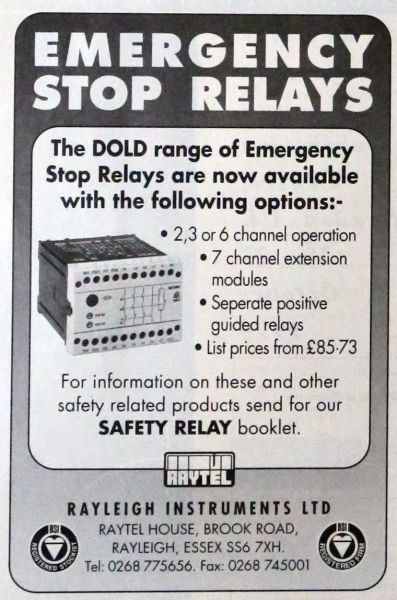 EMERGENCY
STOP RELAYS
The DOLD range of Emergency
Stop Relays are now available
with the following options:-
• 2,3 or 6 channel operation
• 7 channel extension
modules
• Seperate positive
guided relays
• List prices from £85·73
For information on these and other
safety related products send for our
SAFETY RELAY booklet.
RAYTEL
RAYLEIGH INSTRUMENTS LTD
RAYTEL HOUSE, BROOK ROAD,
RAYLEIGH, ESSEX SS6 7XH.
Tel: 0268 775656. Fax: 0268 745001
BSI
REGISTERED STOCKIST
BSI
REGISTERED FIRM